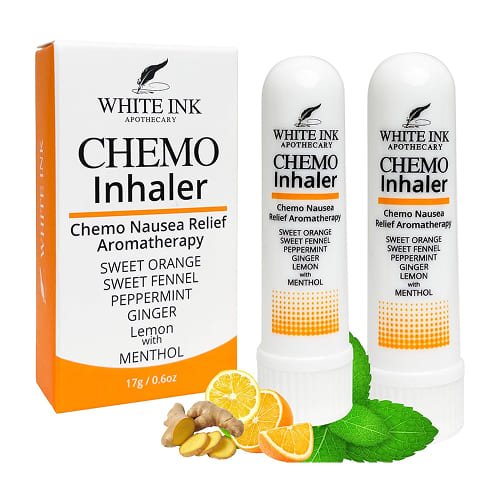 WHITE INK
WHITE INK
APOTHECARY
CHEMO
Inhaler
Chemo Nausea Relief
Aromatherapy
SWEET ORANGE
SWEET FENNEL
PEPPERMINT
GINGER
Lemon
with
MENTHOL
17g / 0.6oz
WHITE INK
APOTHECARY
CHEMO
Inhaler
Chemo Nausea
Relief Aromatherapy
SWEET ORANGE
SWEET FENNEL
PEPPERMINT
GINGER
LEMON
with
MENTHOL
WHITE INK
APOTHECARY
CHEMO
Inhaler
Chemo Nausea
Relief Aromatherapy
SWEET ORANGE
SWEET FENNEL
PEPPERMINT
GINGER
LEMON
with
MENTHOL